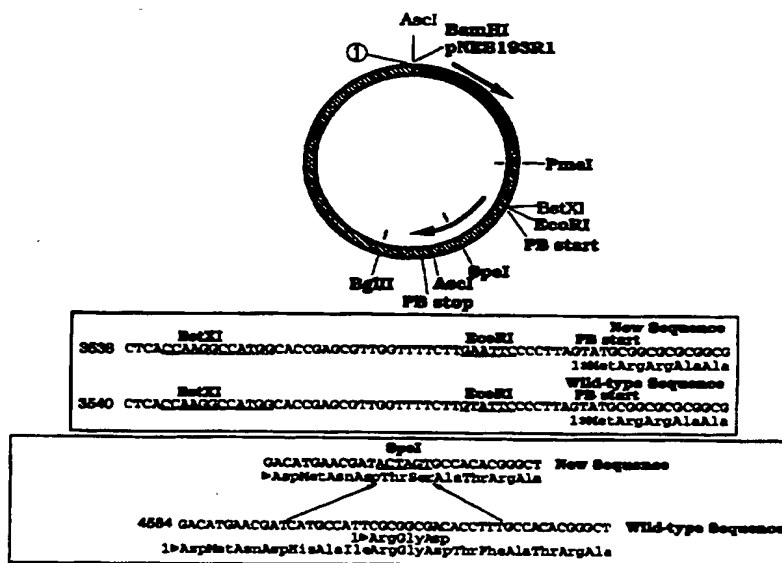 AscI
① BamHI
pNEB193R1
PmeI
BstXI
EcoRI
PB start
SpeI
BglII AscI
PB stop
New Sequence
BstXI EcoRI PB start
3538 CTCACCAAGGCCATGGCACCGAGCGTTGGTTTTCTTGAATTCCCCTTAGTATGCGGCGCGCGGCG
1▶MetArgArgAlaAla
Wild-type Sequence
BstXI EcoRI PB start
3540 CTCACCAAGGCCATGGCACCGAGCGTTGGTTTTCTTGTATTCCCCTTAGTATGCGGCGCGCGGCG
1▶MetArgArgAlaAla
SpeI
GACATGAACGATACTAGTGCCACACGGGCT New Sequence
▶AspMetAsnAspThrSerAlaThrArgAla
4584 GACATGAACGATCATGCCATTCGCGGCGACACCTTTGCCACACGGGCT Wild-type Sequence
1▶ArgGlyAsp
1▶AspMetAsnAspHisAlaIleArgGlyAspThrPheAlaThrArgAla